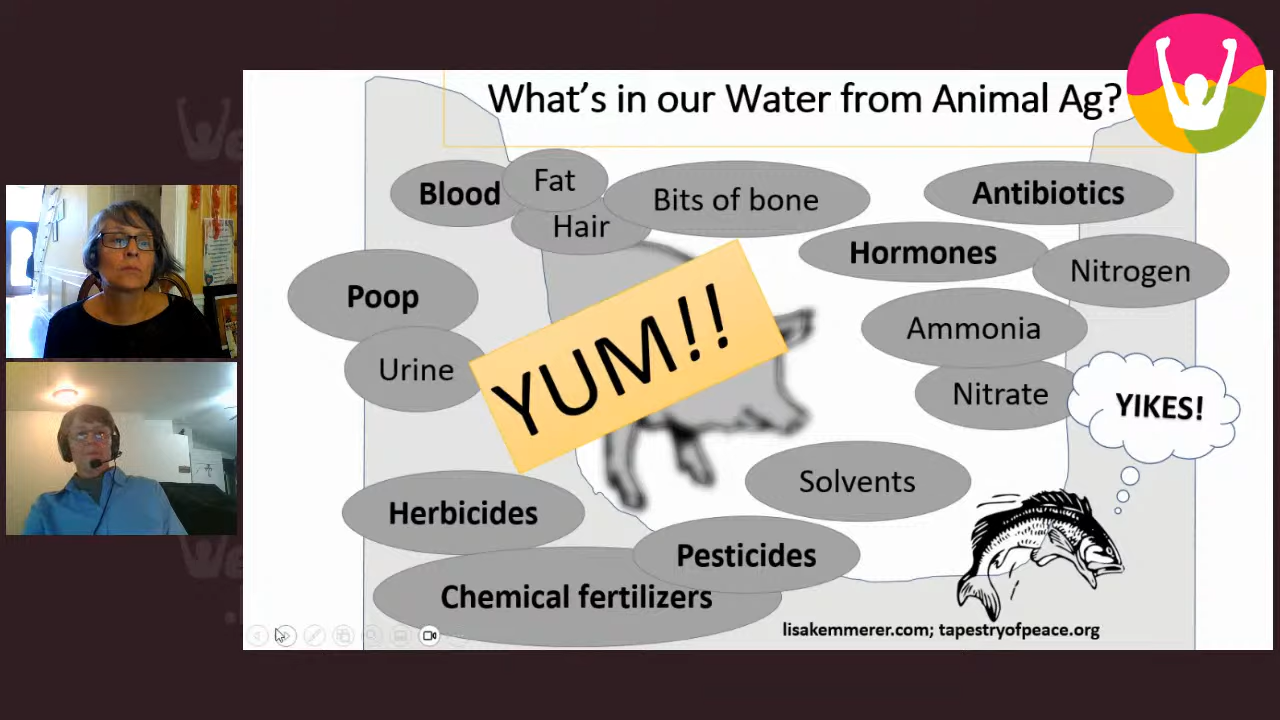 What's in our Water from Animal Ag?
Blood
Fat
Hair
Bits of bone
Antibiotics
Hormones
Nitrogen
Poop
Urine
YUM!!
Ammonia
Nitrate
YIKES!
Solvents
Herbicides
Pesticides
Chemical fertilizers
lisakemmerer.com; tapestryofpeace.org